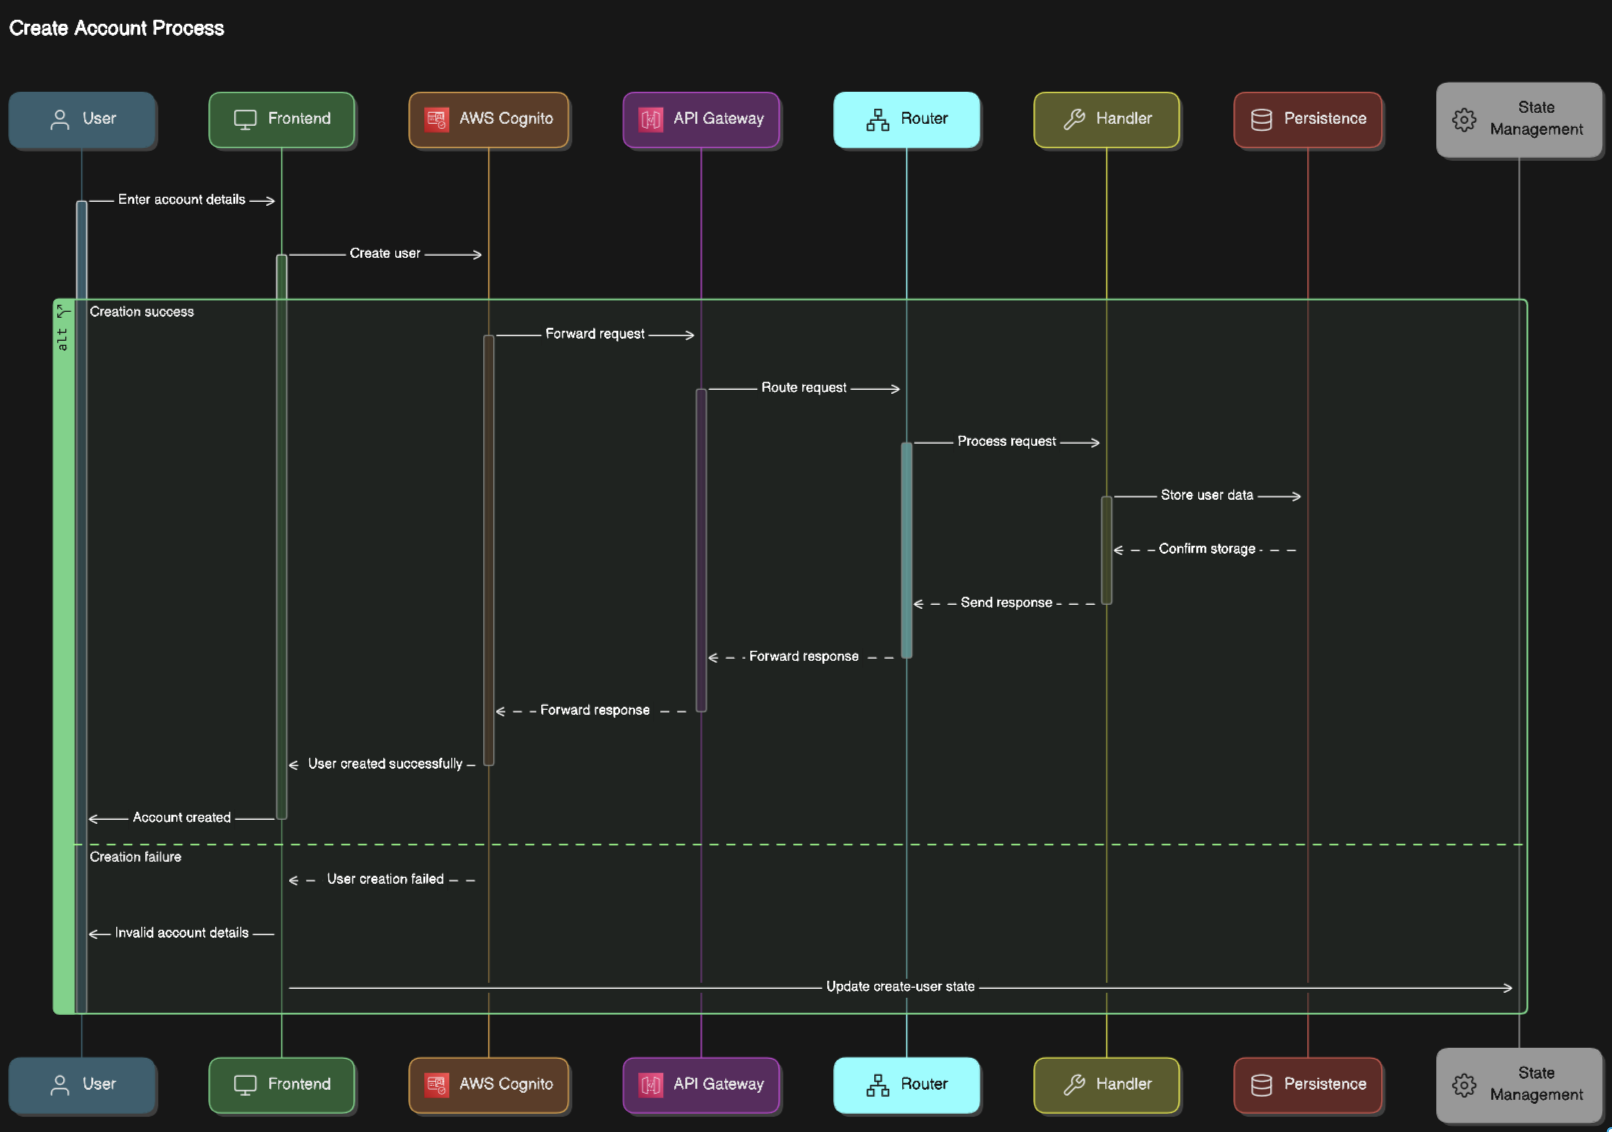 Create Account Process
User
Frontend
AWS Cognito
API Gateway
Router
Handler
Persistence
State
Management
Enter account details
Create user
alt
Creation success
Forward request
Route request
Process request
Store user data
Confirm storage
Send response
Forward response
Forward response
User created successfully
Account created
Creation failure
User creation failed
Invalid account details
Update create-user state
User
Frontend
AWS Cognito
API Gateway
Router
Handler
Persistence
State
Management